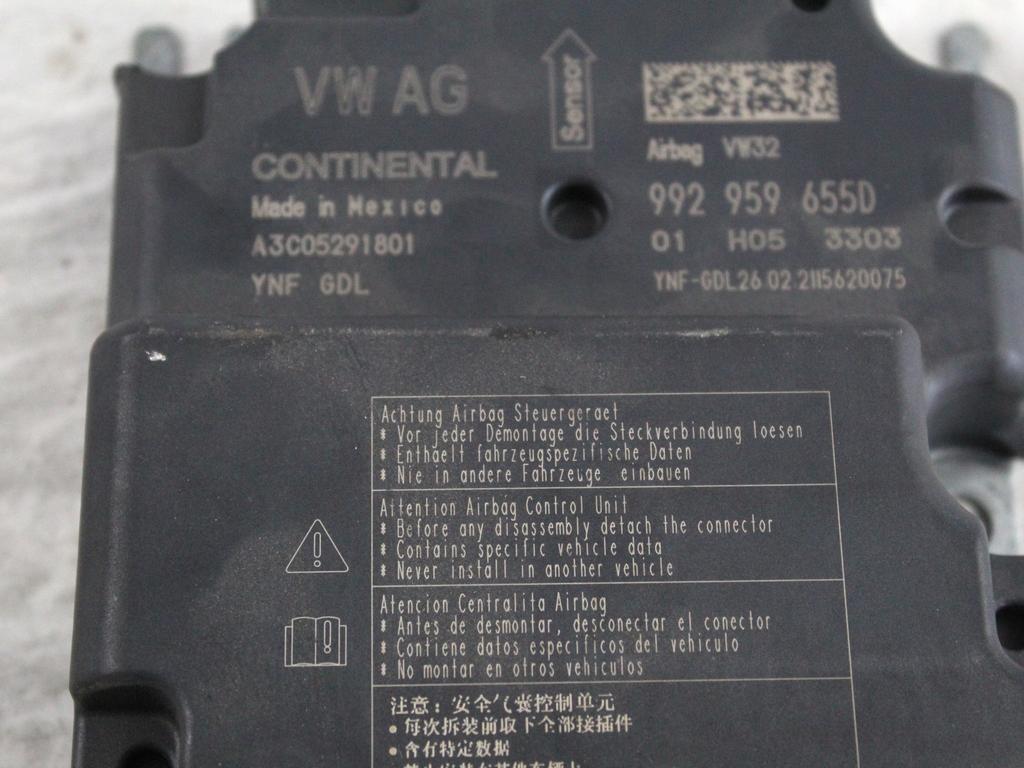 VW AG
Sensor
CONTINENTAL
Made in Mexico
A3C05291801
YNF GDL
Airbag VW32
992 959 655D
01 H05 3303
YNF-GDL26.02.2115620075
Achtung Airbag Steuergeraet
* Vor jeder Demontage die Steckverbindung loesen
* Enthaelt fahrzeugspezifische Daten
* Nie in andere Fahrzeuge einbauen
Attention Airbag Control Unit
* Before any disassembly detach the connector
* Contains specific vehicle data
* Never install in another vehicle
Atencion Centralita Airbag
* Antes de desmontar, desconectar el conector
* Contiene datos especificos del vehiculo
* No montar en otros vehiculos
注意：安全气袋控制单元
• 每次拆装前取下全部接插件
• 含有特定数据